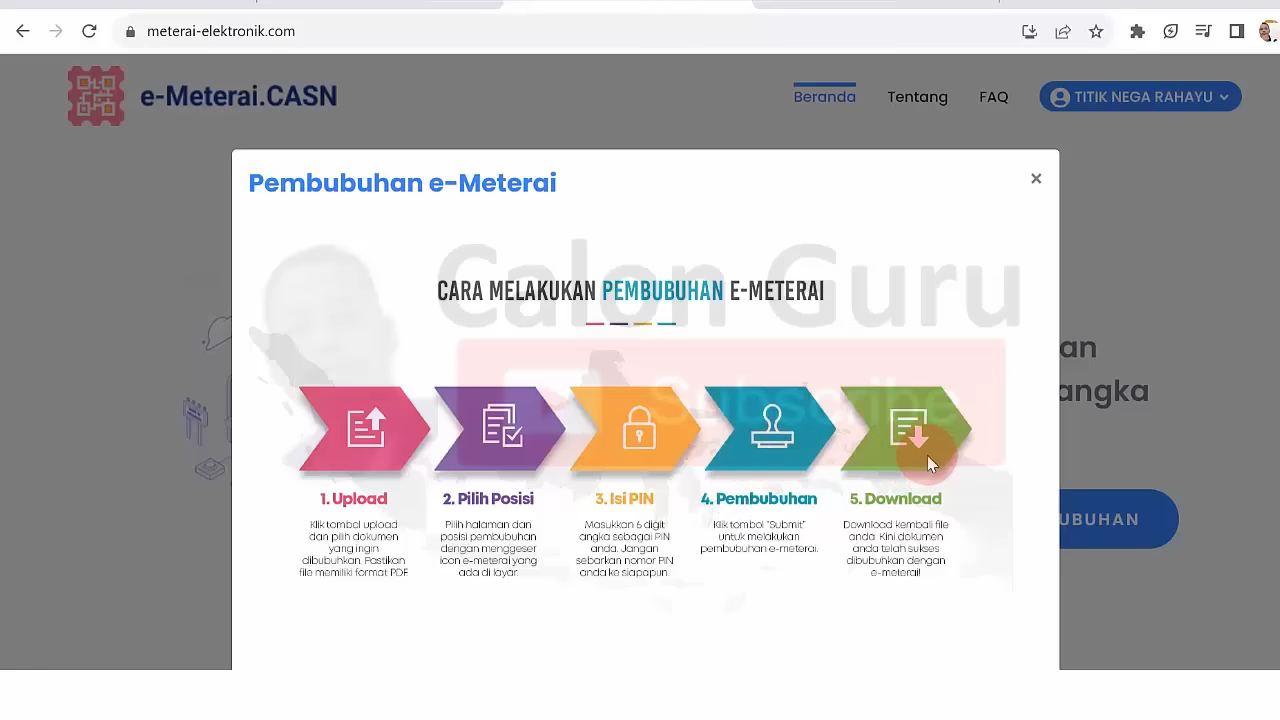 meterai-elektronik.com
e-Meterai.CASN
Beranda
Tentang
FAQ
TITIK NEGA RAHAYU
Pembubuhan e-Meterai
×
Calon Guru
CARA MELAKUKAN PEMBUBUHAN E-METERAI
Subscribe
1. Upload
Klik tombol upload
dan pilih dokumen
yang ingin
dibubuhkan. Pastikan
file memiliki format PDF
2. Pilih Posisi
Pilih halaman dan
posisi pembubuhan
dengan menggeser
icon e-meterai yang
ada di layar.
3. Isi PIN
Masukkan 6 digit
angka sebagai PIN
anda. Jangan
sebarkan nomor PIN
anda ke siapapun.
4. Pembubuhan
Klik tombol "Submit"
untuk melakukan
pembubuhan e-meterai.
5. Download
Download kembali file
anda. Kini dokumen
anda telah sukses
dibubuhkan dengan
e-meterai!
an
angka
UBUHAN